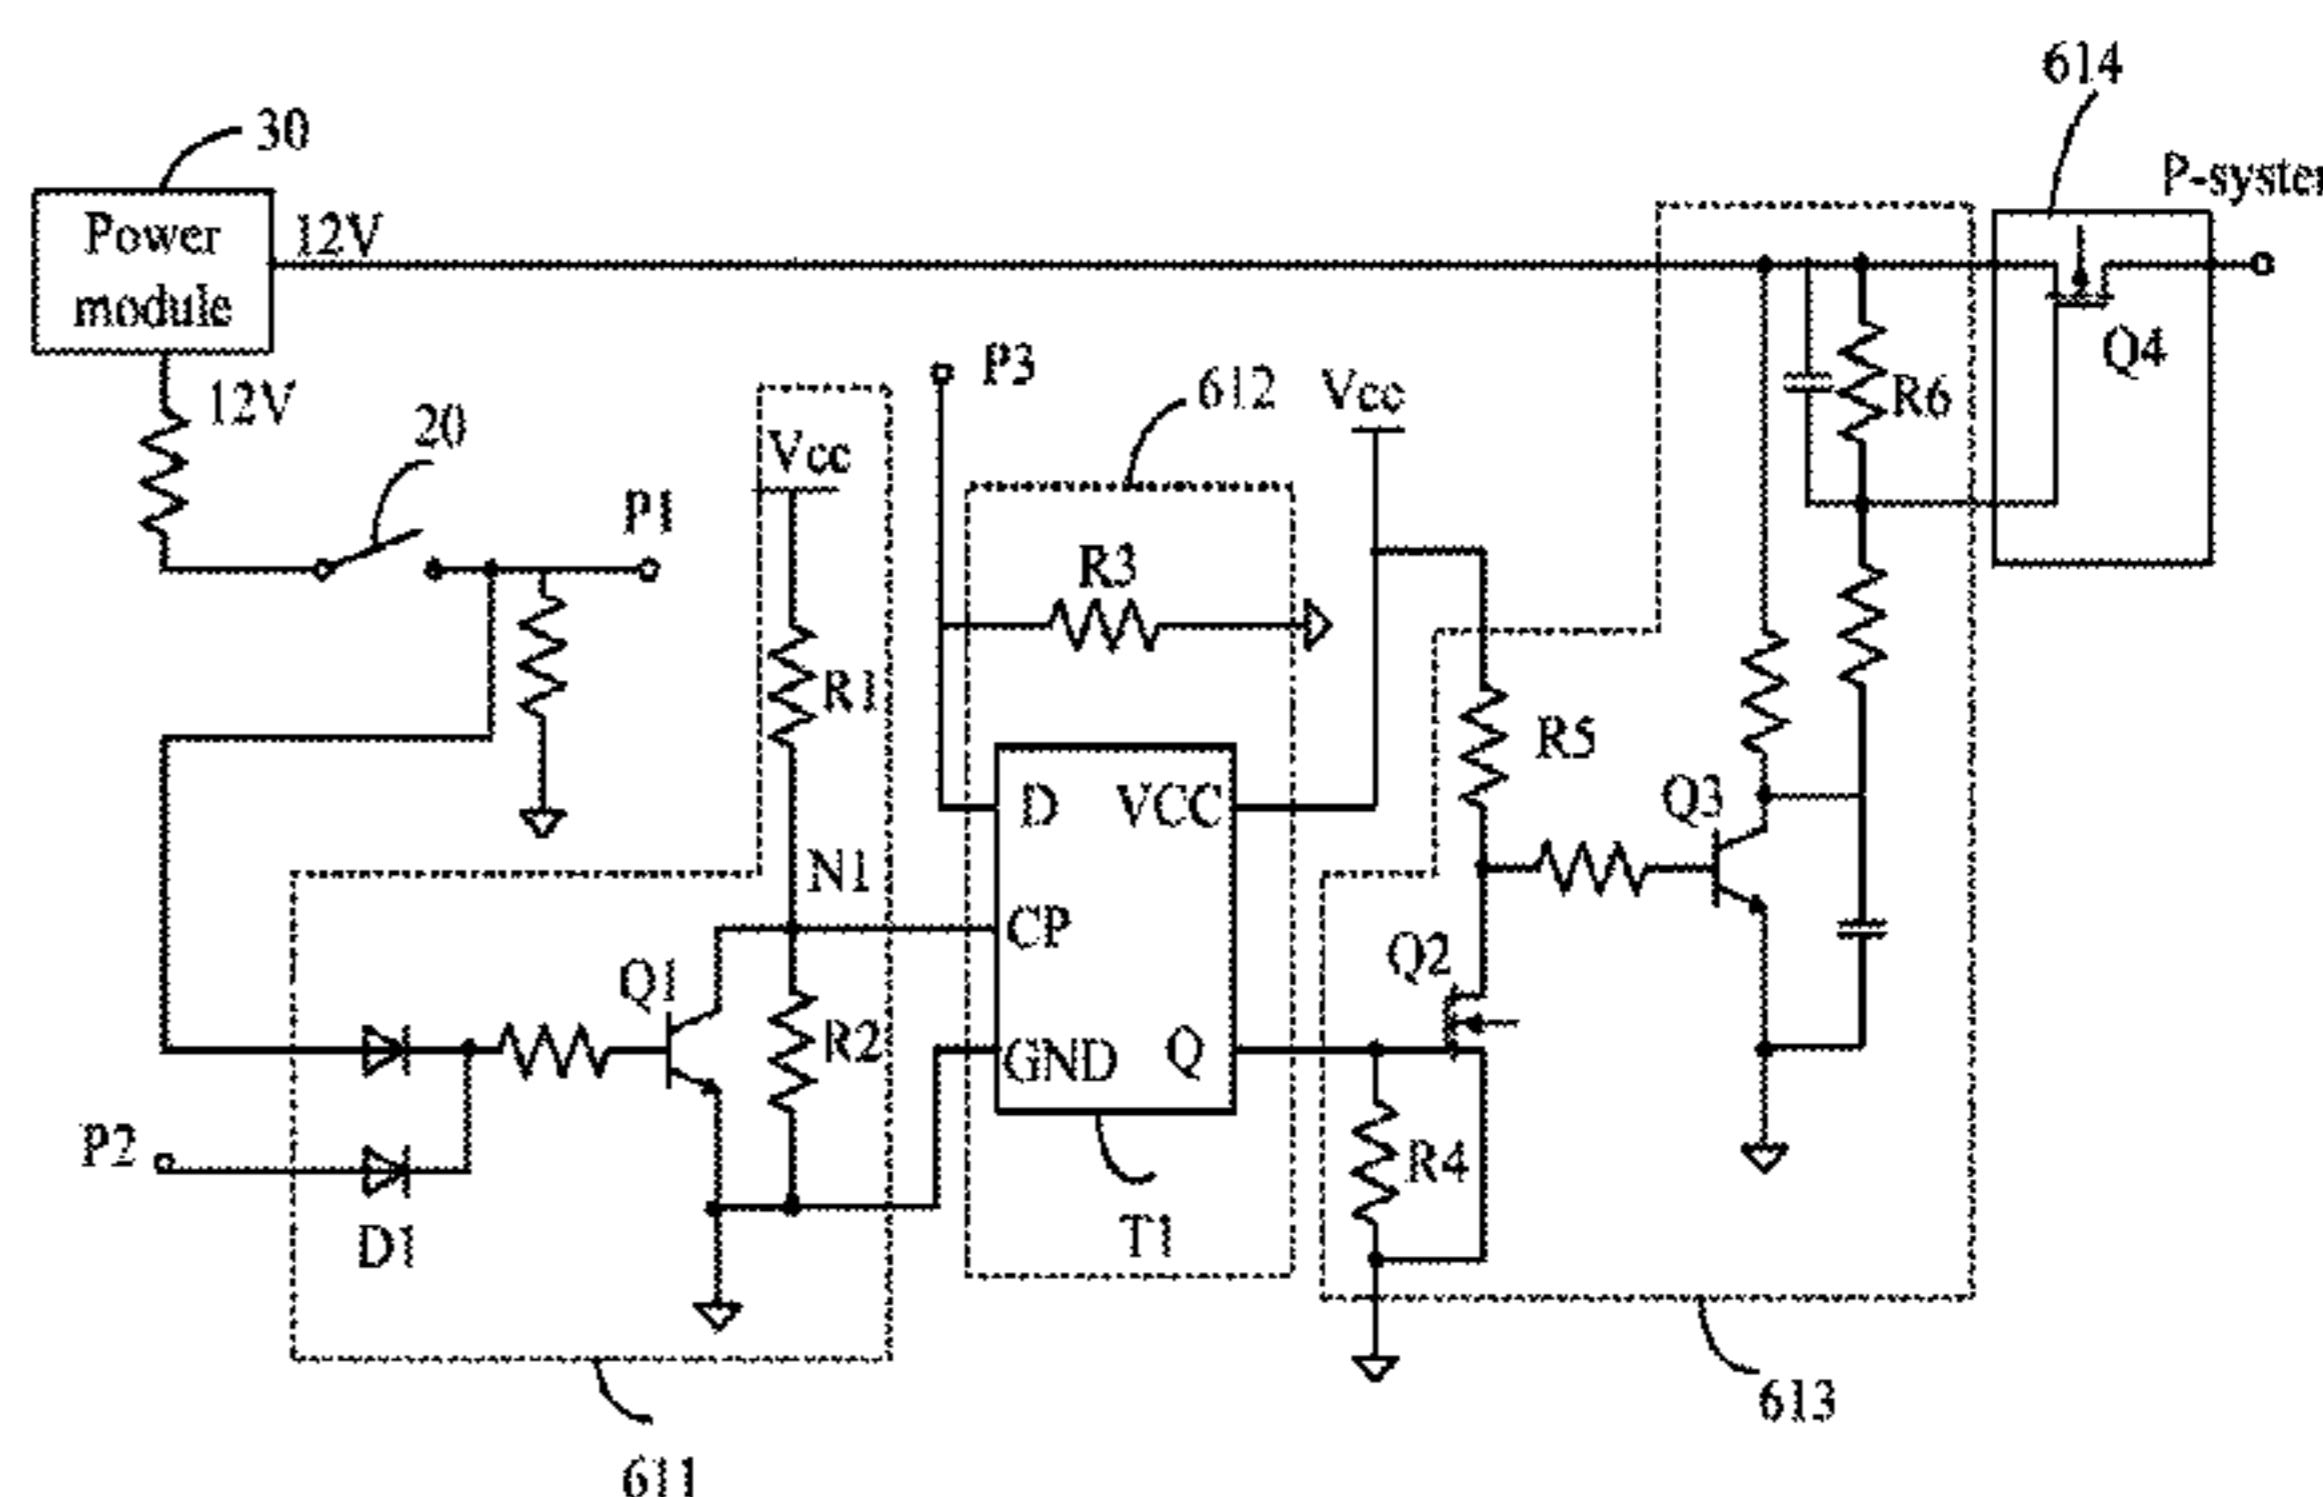 614
30
P-syster
Power
module
12V
12V
20
P1
P3
612
Vcc
Vcc
Q4
R6
R3
R1
R5
D
VCC
Q3
N1
CP
Q2
Q1
R2
GND
Q
P2
R4
D1
T1
613
611